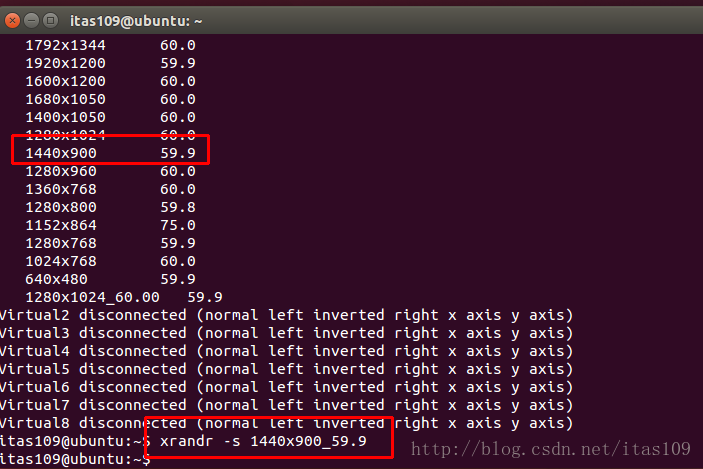 itas109@ubuntu: ~
1792x1344 60.0
1920x1200 59.9
1600x1200 60.0
1680x1050 60.0
1400x1050 60.0
1280x1024 60.0
1440x900 59.9
1280x960 60.0
1360x768 60.0
1280x800 59.8
1152x864 75.0
1280x768 59.9
1024x768 60.0
640x480 59.9
1280x1024_60.00 59.9
Virtual2 disconnected (normal left inverted right x axis y axis)
Virtual3 disconnected (normal left inverted right x axis y axis)
Virtual4 disconnected (normal left inverted right x axis y axis)
Virtual5 disconnected (normal left inverted right x axis y axis)
Virtual6 disconnected (normal left inverted right x axis y axis)
Virtual7 disconnected (normal left inverted right x axis y axis)
Virtual8 disconnected (normal left inverted right x axis y axis)
itas109@ubuntu:~$ xrandr -s 1440x900_59.9
http://blog.csdn.net/itas109
itas109@ubuntu:~$